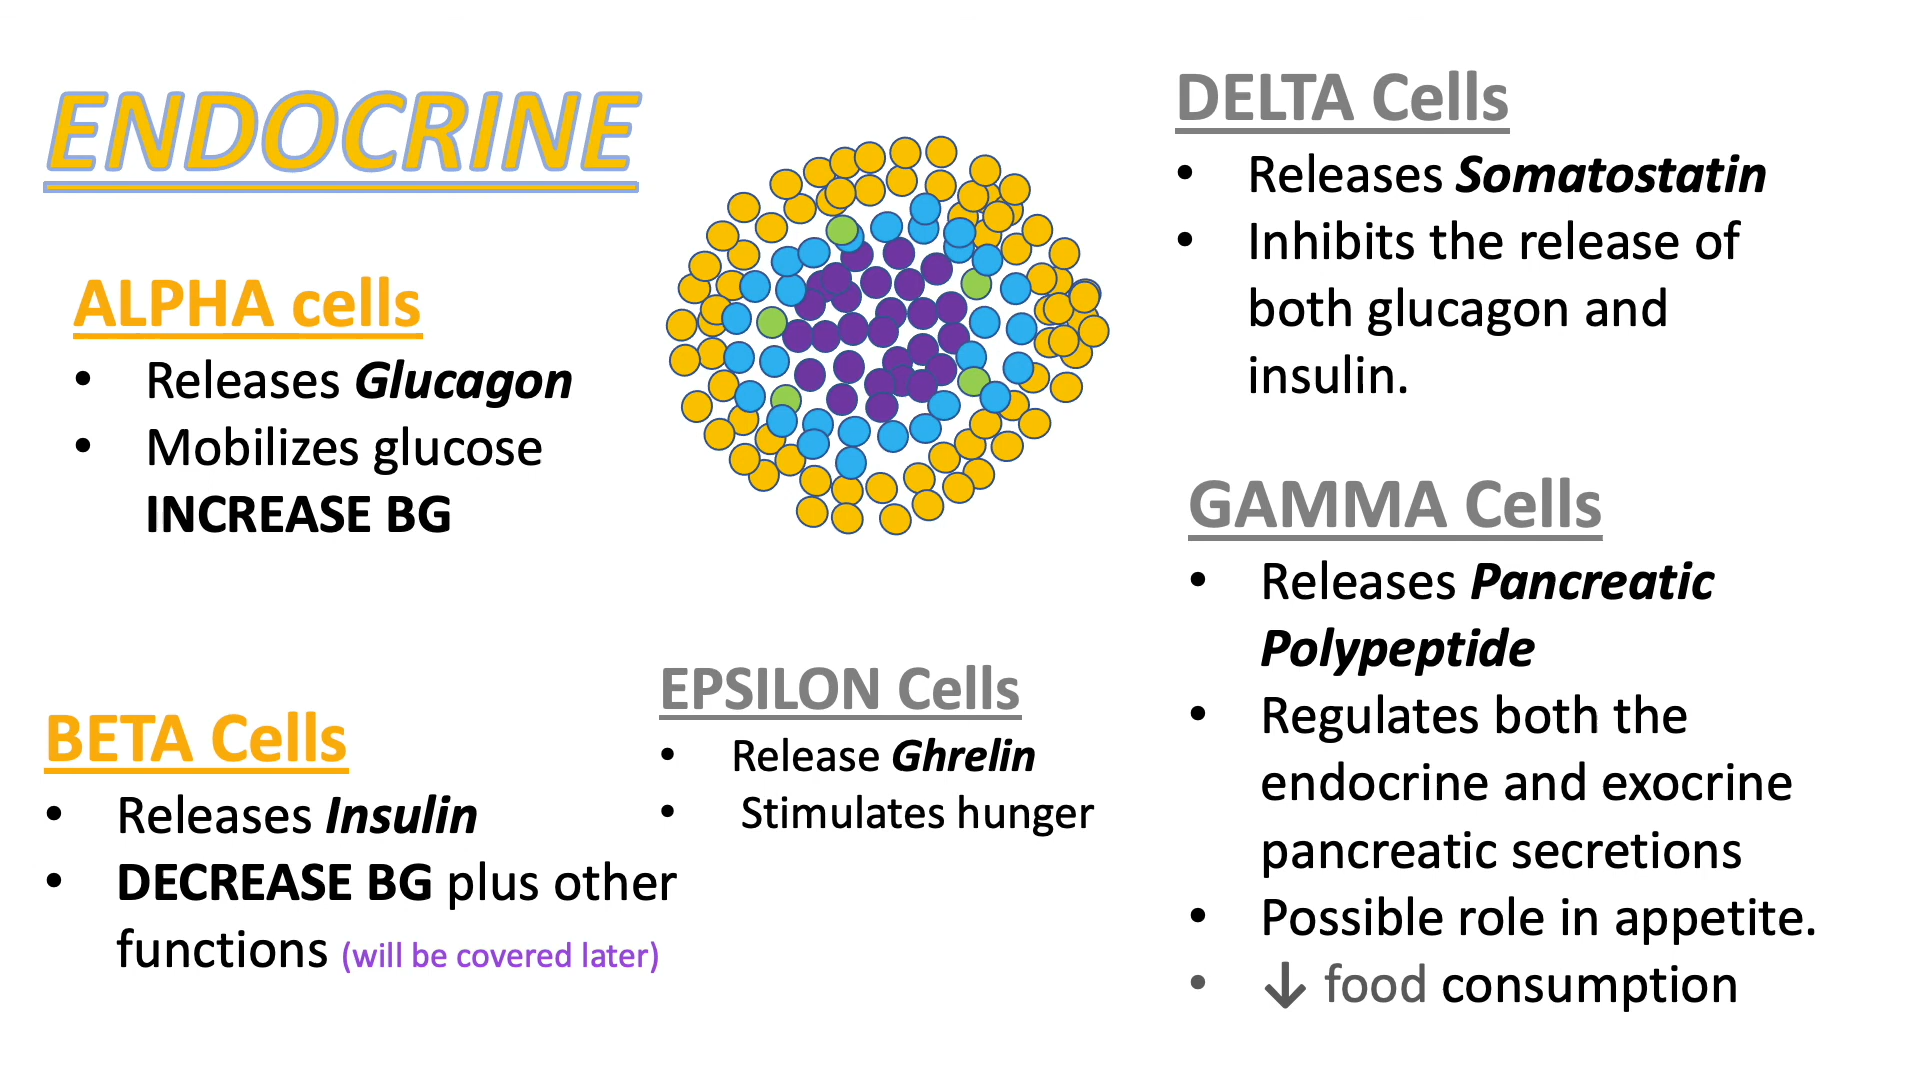 ENDOCRINE
ALPHA cells
• Releases Glucagon
• Mobilizes glucose
INCREASE BG
BETA Cells
• Releases Insulin
• DECREASE BG plus other
functions (will be covered later)
EPSILON Cells
• Release Ghrelin
• Stimulates hunger
DELTA Cells
• Releases Somatostatin
• Inhibits the release of
both glucagon and
insulin.
GAMMA Cells
• Releases Pancreatic
Polypeptide
• Regulates both the
endocrine and exocrine
pancreatic secretions
• Possible role in appetite.
• ↓ food consumption